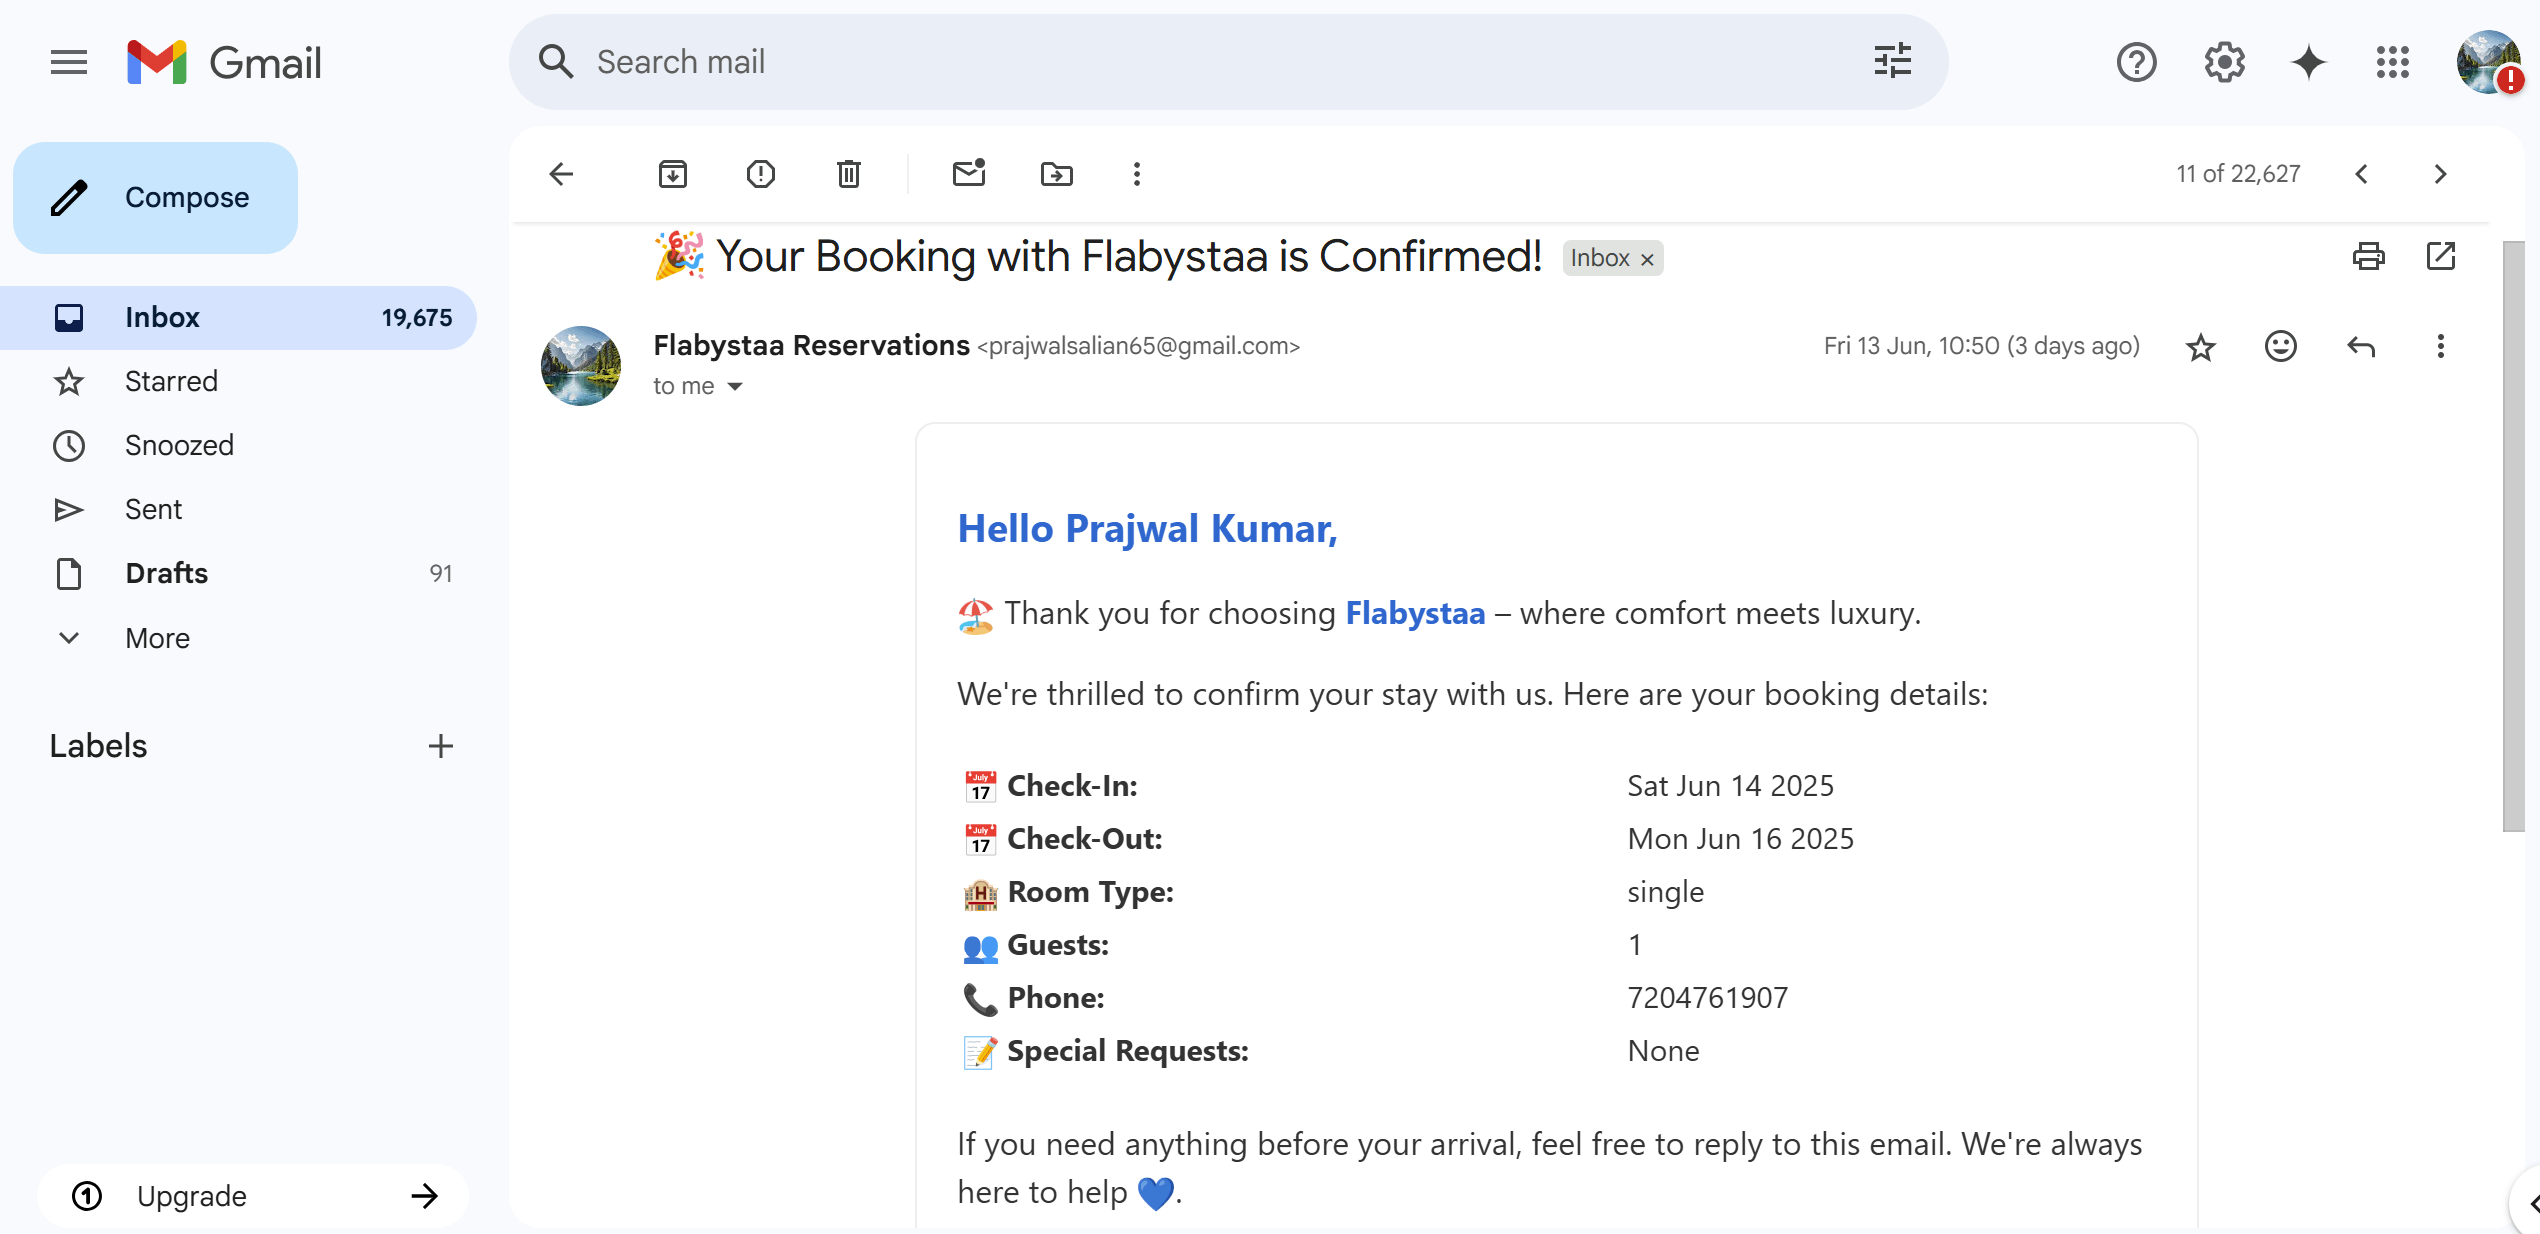 Gmail
Search mail
Compose
Inbox 19,675
Starred
Snoozed
Sent
Drafts 91
More
Labels
Upgrade
11 of 22,627
🎉 Your Booking with Flabystaa is Confirmed! Inbox ×
Flabystaa Reservations <prajwalsalian65@gmail.com>
Fri 13 Jun, 10:50 (3 days ago)
to me
Hello Prajwal Kumar,
🏖️ Thank you for choosing Flabystaa – where comfort meets luxury.
We're thrilled to confirm your stay with us. Here are your booking details:
📅 Check-In: Sat Jun 14 2025
📅 Check-Out: Mon Jun 16 2025
🏨 Room Type: single
👥 Guests: 1
📞 Phone: 7204761907
📝 Special Requests: None
If you need anything before your arrival, feel free to reply to this email. We're always
here to help 💙.